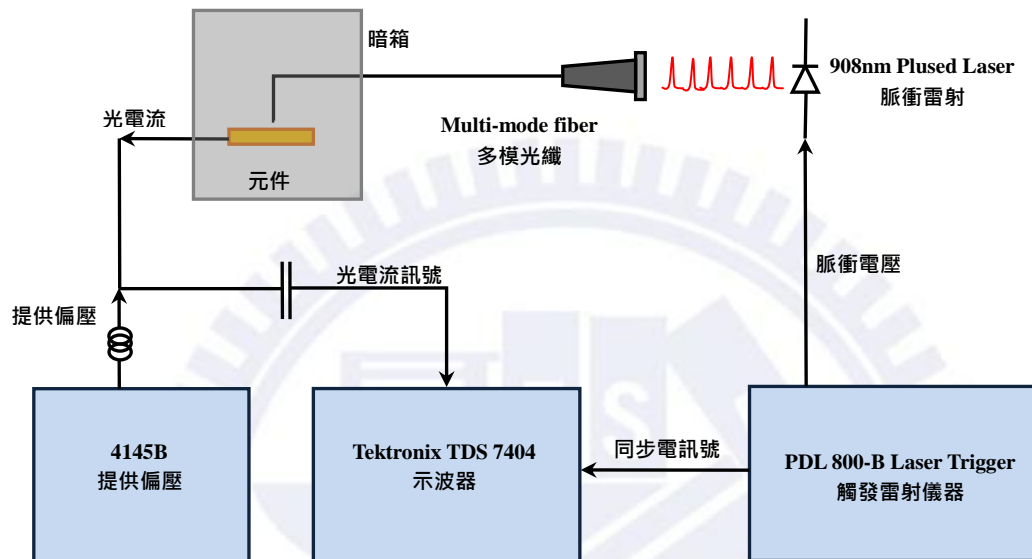 暗箱
908nm Plused Laser
脈衝雷射
光電流
Multi-mode fiber
多模光纖
元件
脈衝電壓
光電流訊號
提供偏壓
4145B
提供偏壓
Tektronix TDS 7404
示波器
同步電訊號
PDL 800-B Laser Trigger
觸發雷射儀器
S